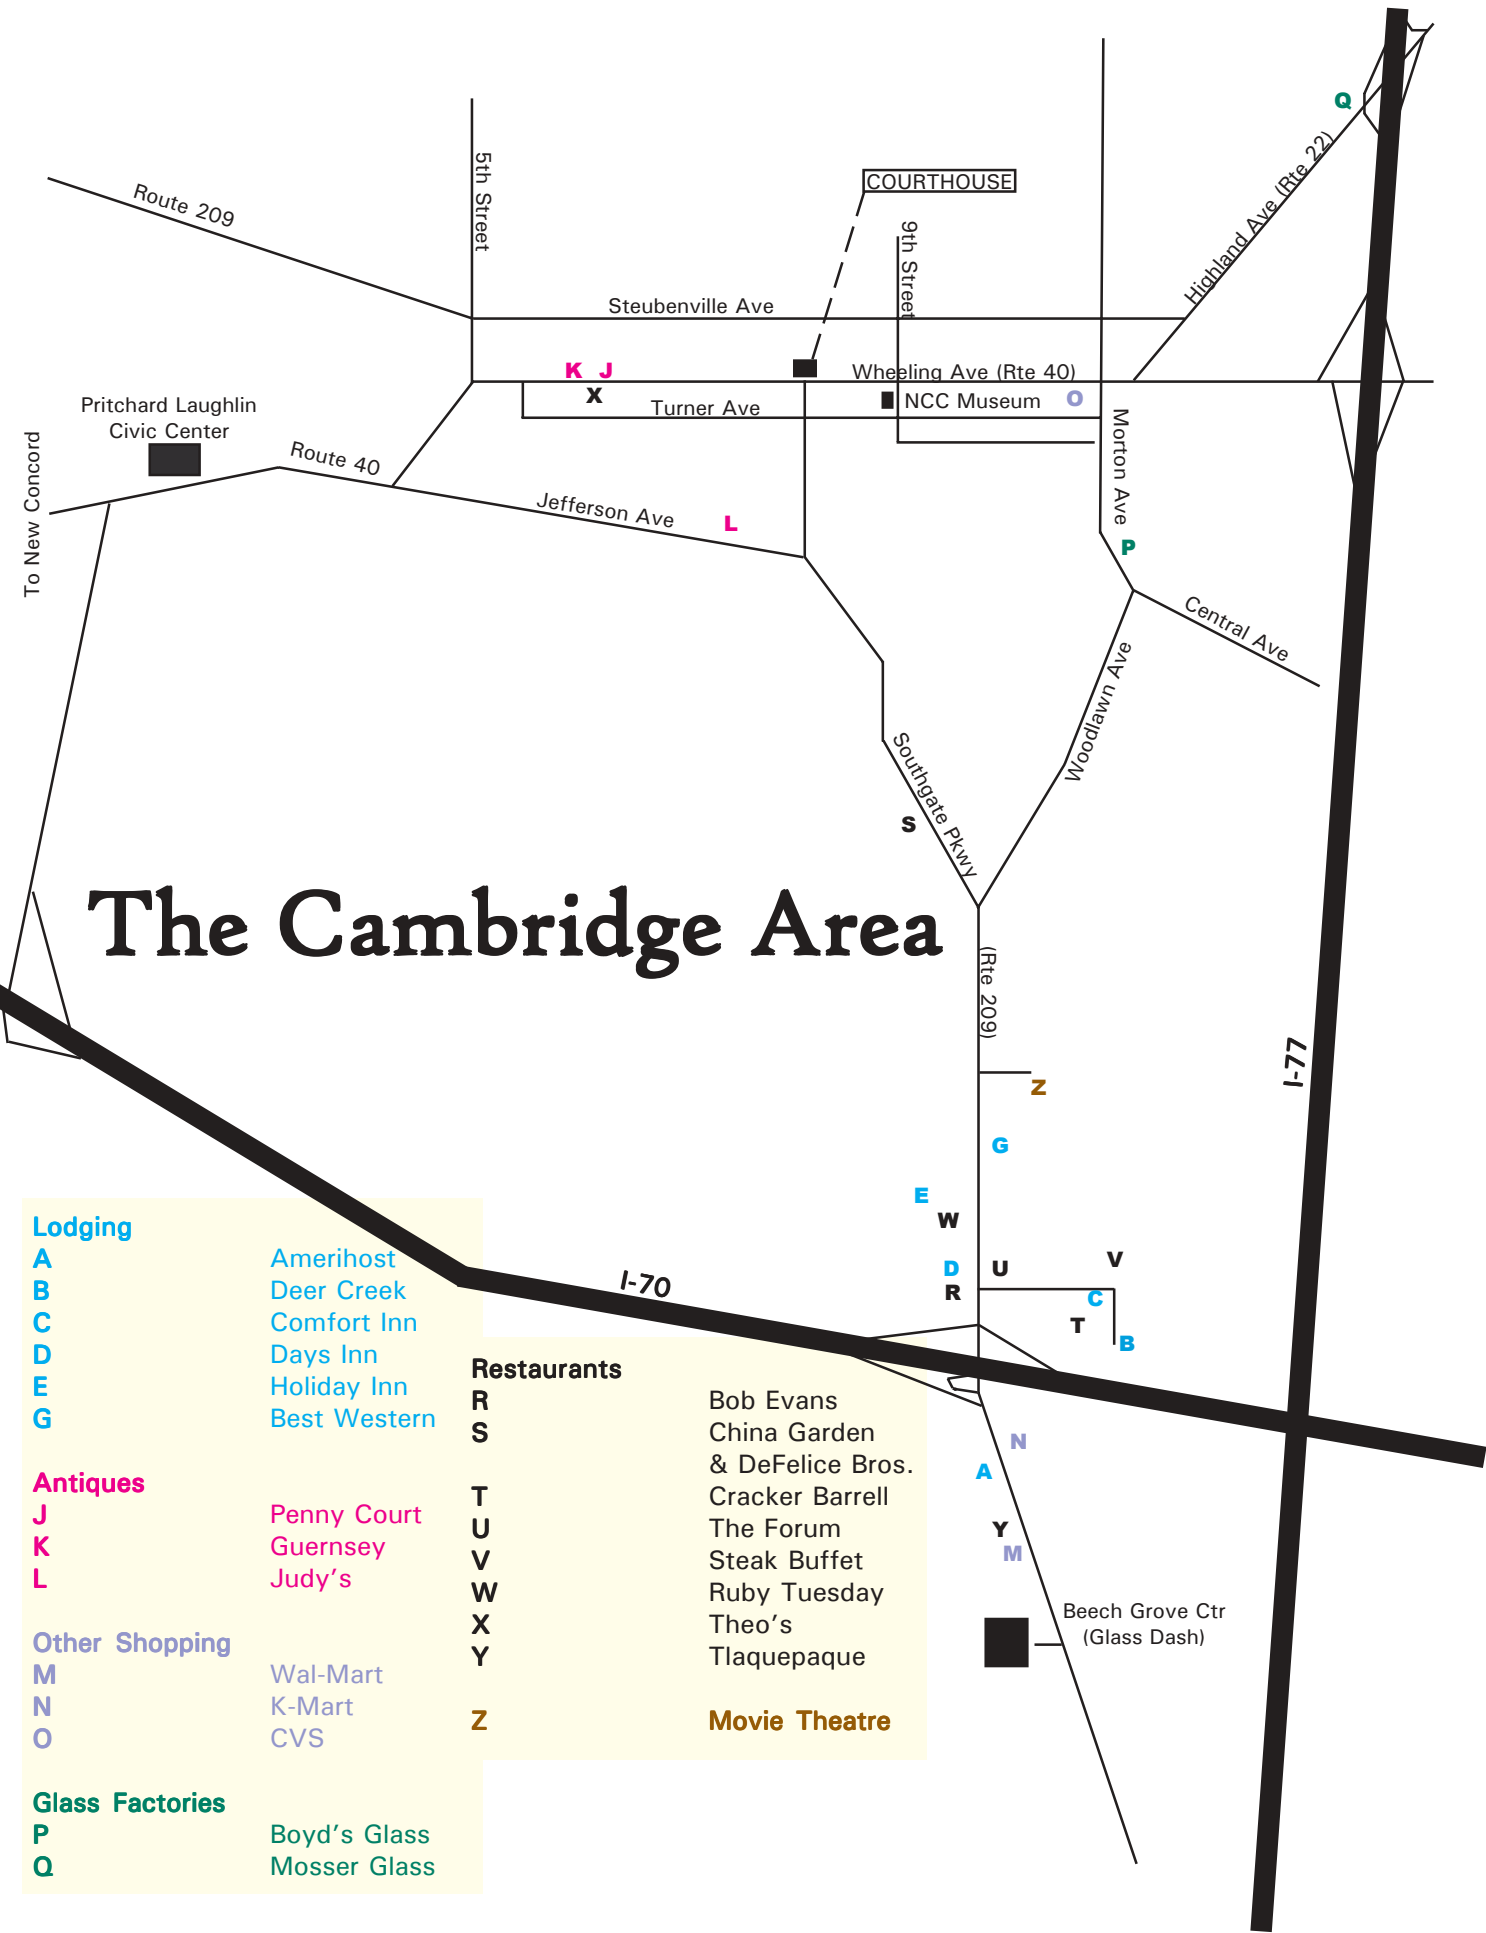 Q
Highland Ave (Rte 22)
5th Street
COURTHOUSE
Route 209
9th Street
Steubenville Ave
K J
X
Wheeling Ave (Rte 40)
Pritchard Laughlin
Civic Center
Turner Ave
NCC Museum
O
Morton Ave
To New Concord
Route 40
Jefferson Ave
L
P
Central Ave
Woodlawn Ave
Southgate Pkwy
S
The Cambridge Area
(Rte 209)
I-77
Z
G
E
W
D
U
V
R
C
T
B
I-70
N
A
Y
M
Beech Grove Ctr
(Glass Dash)
Lodging
A Amerihost
B Deer Creek
C Comfort Inn
D Days Inn
E Holiday Inn
G Best Western
Antiques
J Penny Court
K Guernsey
L Judy's
Other Shopping
M Wal-Mart
N K-Mart
O CVS
Glass Factories
P Boyd's Glass
Q Mosser Glass
Restaurants
R Bob Evans
S China Garden
& DeFelice Bros.
T Cracker Barrell
U The Forum
V Steak Buffet
W Ruby Tuesday
X Theo's
Y Tlaquepaque
Z Movie Theatre